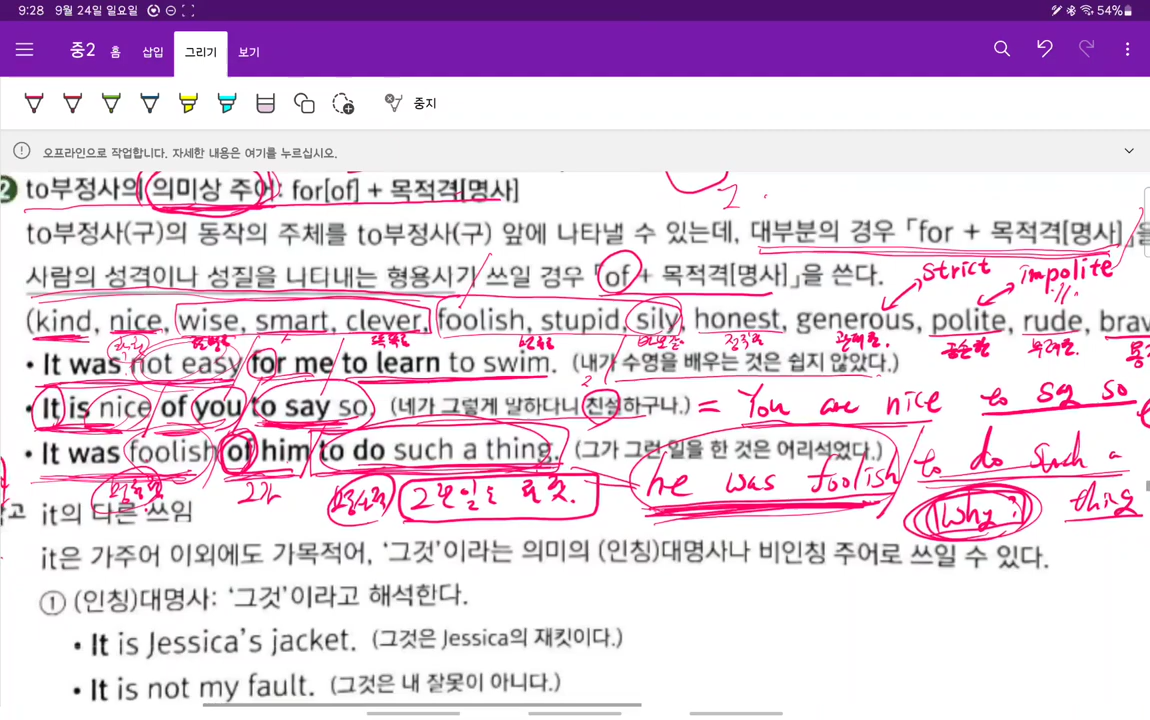 9:28 9월 24일 일요일 54%
중2 홈 삽입 그리기 보기
중지
오프라인으로 작업합니다. 자세한 내용은 여기를 누르십시오.
2 to부정사의 의미상 주어: for[of] + 목적격[명사]
2
to부정사(구)의 동작의 주체를 to부정사(구) 앞에 나타낼 수 있는데, 대부분의 경우 「for + 목적격[명사]」을
사람의 성격이나 성질을 나타내는 형용사가 쓰일 경우 「of + 목적격[명사]」을 쓴다.
strict impolite
(kind, nice, wise, smart, clever, foolish, stupid, sily, honest, generous, polite, rude, brav
관대한. 공손한 무례한.
• It was not easy for me to learn to swim. (내가 수영을 배우는 것은 쉽지 않았다.)
• It is nice of you to say so. (네가 그렇게 말하다니 친절하구나.) = You are nice to say so
• It was foolish of him to do such a thing. (그가 그런 일을 한 것은 어리석었다.) he was foolish to do such a
그가 why? thing
고 it의 다른 쓰임
it은 가주어 이외에도 가목적어, ‘그것’이라는 의미의 (인칭)대명사나 비인칭 주어로 쓰일 수 있다.
① (인칭)대명사: ‘그것’이라고 해석한다.
• It is Jessica’s jacket. (그것은 Jessica의 재킷이다.)
• It is not my fault. (그것은 내 잘못이 아니다.)